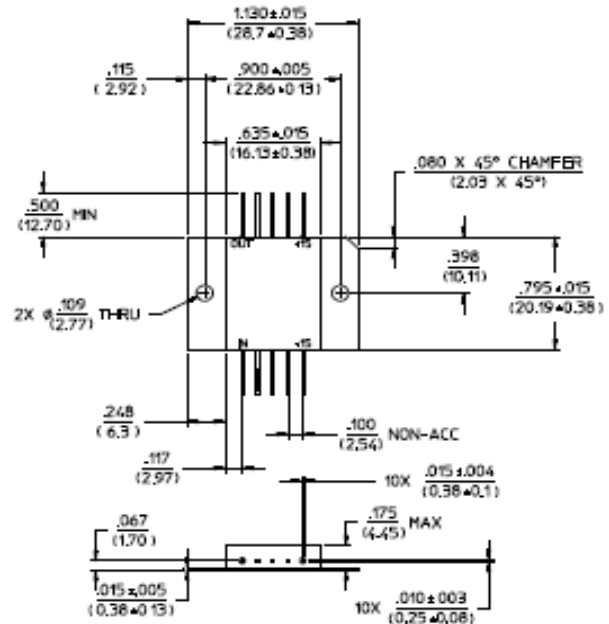 1.130±.015
(28.7±0.38)
.115
(2.92)
.900±.005
(22.86±0.13)
.635±.015
(16.13±0.38)
.080 X 45° CHAMFER
(2.03 X 45°)
.500 MIN
(12.70)
OUT +15
.398
(10.11)
.795±.015
(20.19±0.38)
2X ø .109 THRU
(2.77)
IN +15
.248
(6.3)
.100 NON-ACC
(2.54)
.117
(2.97)
10X .015±.004
(0.38±0.1)
.067
(1.70)
.175 MAX
(4.45)
.015±.005
(0.38±0.13)
10X .010±003
(0.25±0.08)